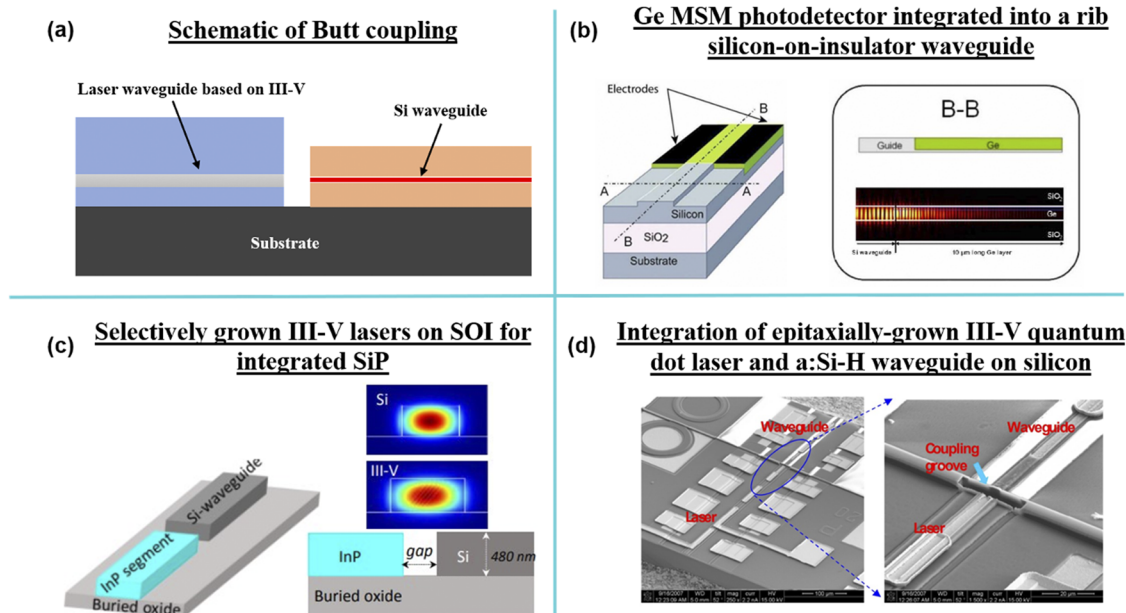 (a)
Schematic of Butt coupling
Laser waveguide based on III-V
Si waveguide
Substrate
(b)
Ge MSM photodetector integrated into a rib
silicon-on-insulator waveguide
Electrodes
B
A
A
Silicon
SiO2
B
Substrate
B-B
Guide
Ge
SiO2
Ge
SiO2
Si waveguide
10 µm long Ge layer
(c)
Selectively grown III-V lasers on SOI for
integrated SiP
Si
III-V
Si-waveguide
InP segment
Buried oxide
InP
gap
Si
480 nm
Buried oxide
(d)
Integration of epitaxially-grown III-V quantum
dot laser and a:Si-H waveguide on silicon
Waveguide
Laser
Waveguide
Coupling
groove
Laser
100 µm
20 µm